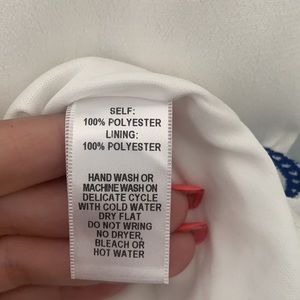 SELF:
100% POLYESTER
LINING:
100% POLYESTER
HAND WASH OR
MACHINE WASH ON
DELICATE CYCLE
WITH COLD WATER
DRY FLAT
DO NOT WRING
NO DRYER,
BLEACH OR
HOT WATER